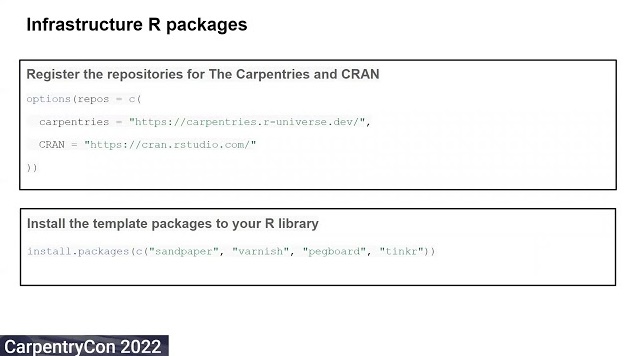 Infrastructure R packages
Register the repositories for The Carpentries and CRAN
options(repos = c(
carpentries = "https://carpentries.r-universe.dev/",
CRAN = "https://cran.rstudio.com/"
))
Install the template packages to your R library
install.packages(c("sandpaper", "varnish", "pegboard", "tinkr"))
CarpentryCon 2022